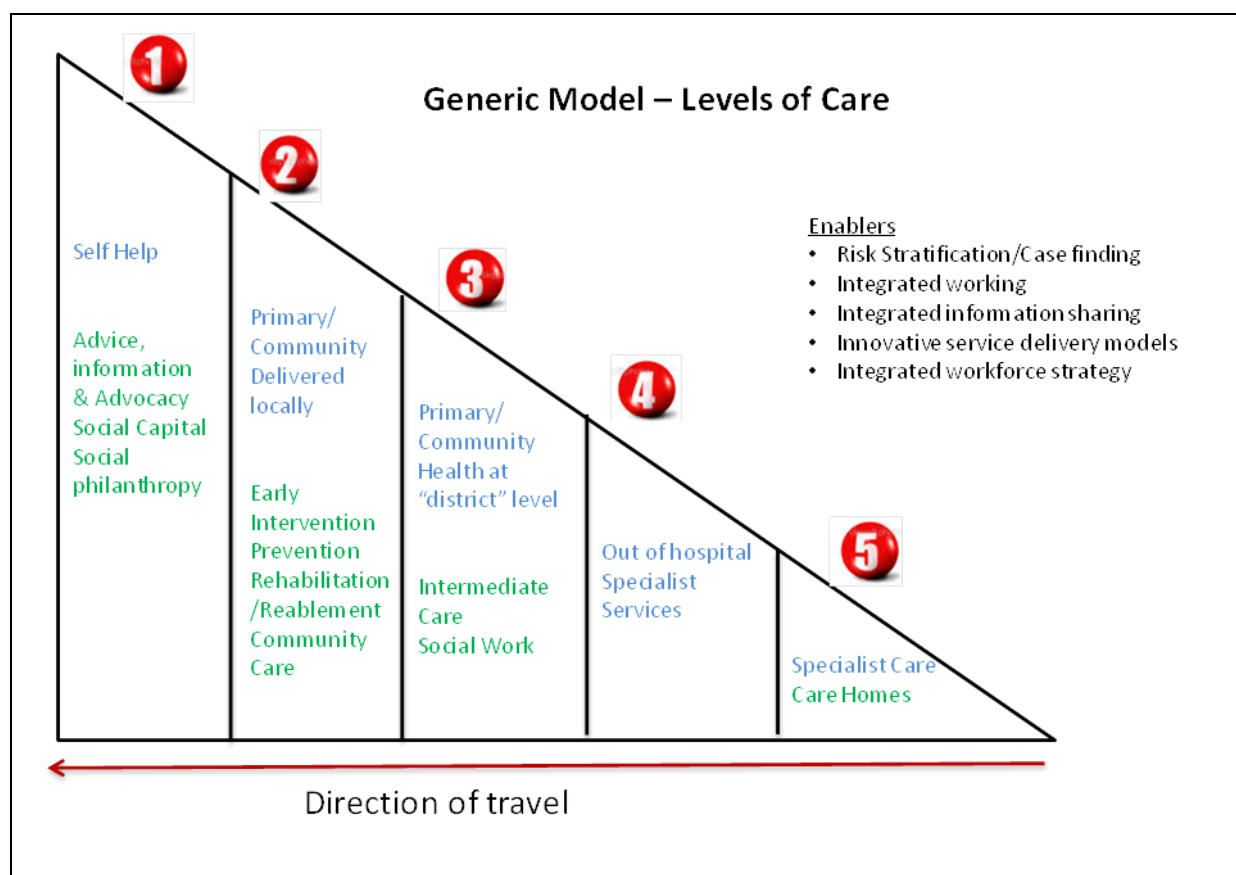 1
Generic Model – Levels of Care
2
Self Help
Advice,
information
& Advocacy
Social Capital
Social
philanthropy
Primary/
Community
Delivered
locally
Early
Intervention
Prevention
Rehabilitation
/Reablement
Community
Care
3
Primary/
Community
Health at
“district” level
Intermediate
Care
Social Work
4
Out of hospital
Specialist
Services
5
Specialist Care
Care Homes
Enablers
• Risk Stratification/Case finding
• Integrated working
• Integrated information sharing
• Innovative service delivery models
• Integrated workforce strategy
Direction of travel